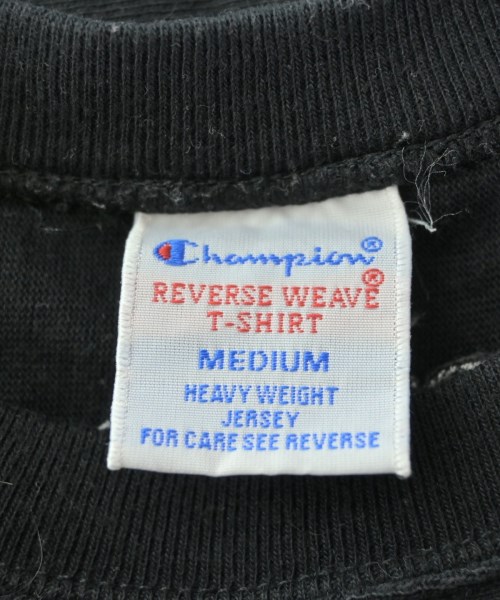 Champion®
REVERSE WEAVE®
T-SHIRT
MEDIUM
HEAVY WEIGHT
JERSEY
FOR CARE SEE REVERSE